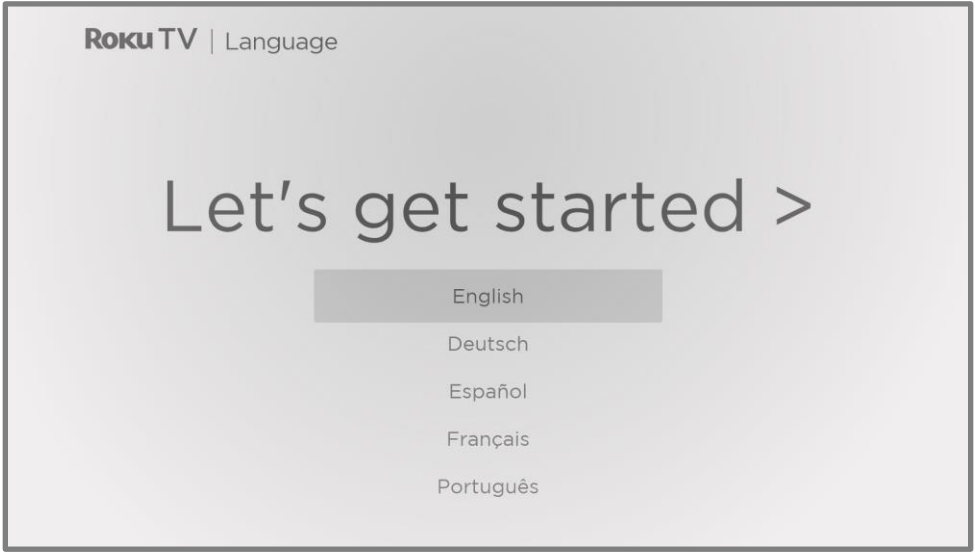 Roku TV | Language
Let's get started >
English
Deutsch
Español
Français
Português